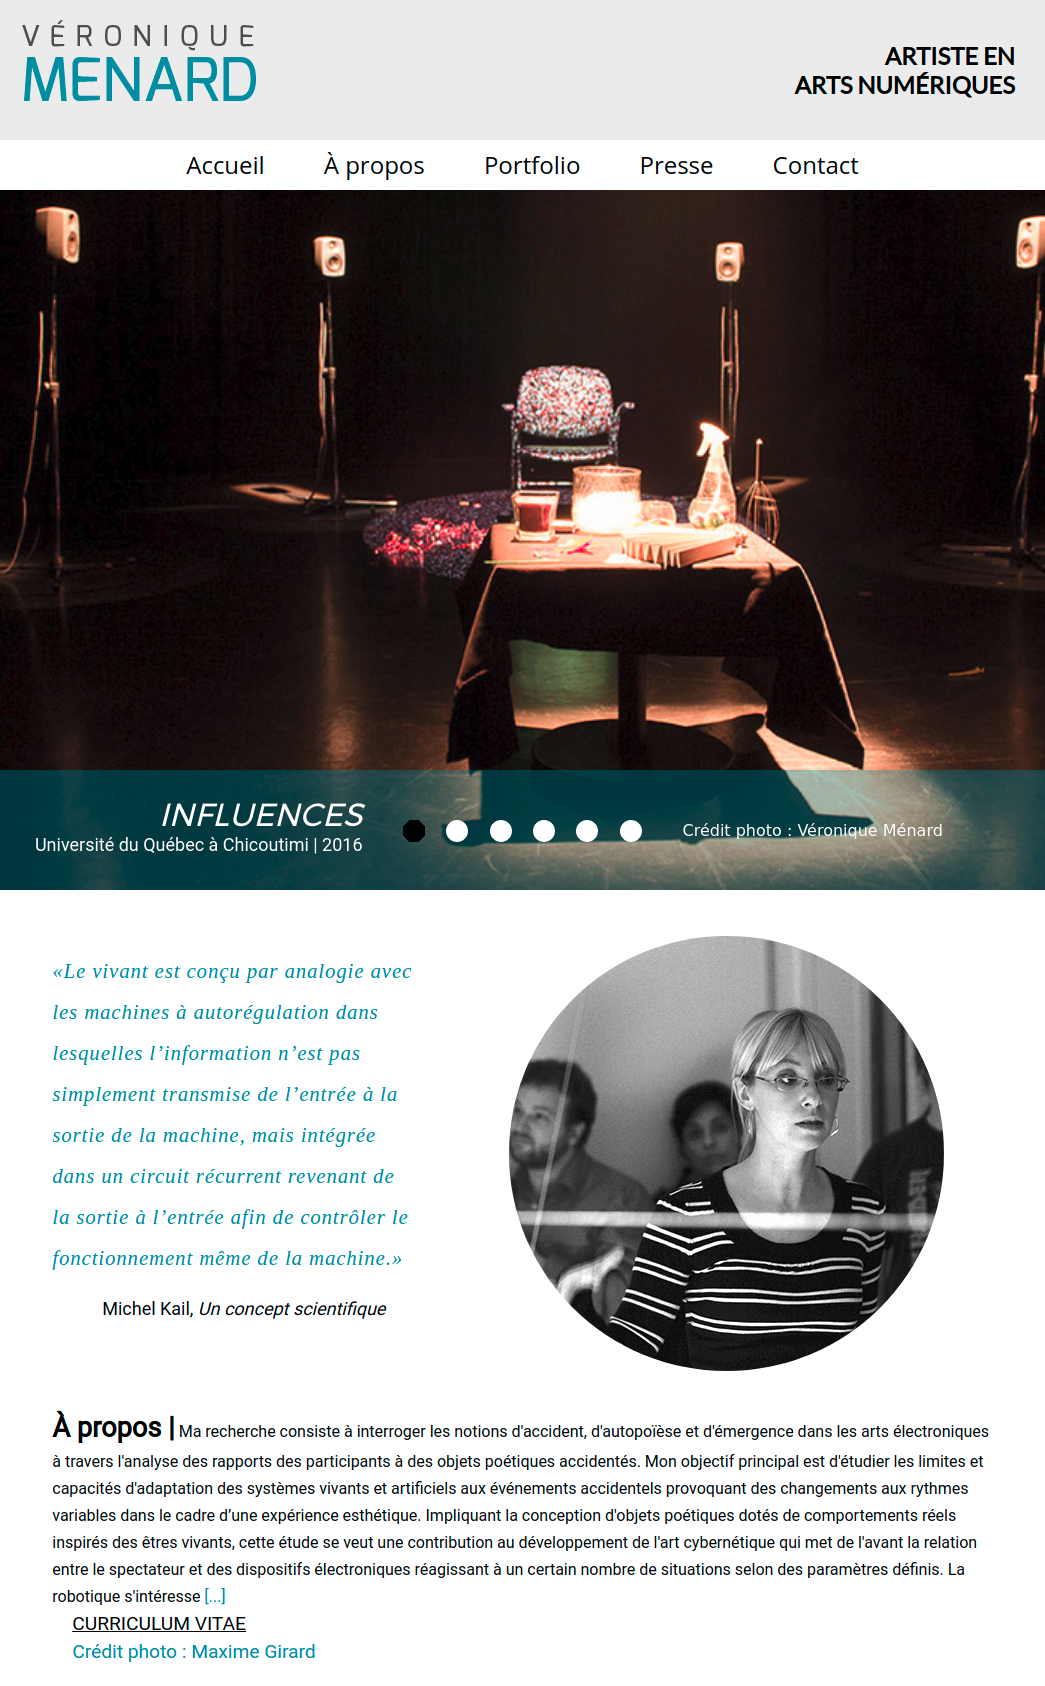 VÉRONIQUE
MENARD
ARTISTE EN
ARTS NUMÉRIQUES
Accueil À propos Portfolio Presse Contact
INFLUENCES
Université du Québec à Chicoutimi | 2016
Crédit photo : Véronique Ménard
«Le vivant est conçu par analogie avec
les machines à autorégulation dans
lesquelles l’information n’est pas
simplement transmise de l’entrée à la
sortie de la machine, mais intégrée
dans un circuit récurrent revenant de
la sortie à l’entrée afin de contrôler le
fonctionnement même de la machine.»
Michel Kail, Un concept scientifique
À propos | Ma recherche consiste à interroger les notions d'accident, d'autopoïèse et d'émergence dans les arts électroniques
à travers l'analyse des rapports des participants à des objets poétiques accidentés. Mon objectif principal est d'étudier les limites et
capacités d'adaptation des systèmes vivants et artificiels aux événements accidentels provoquant des changements aux rythmes
variables dans le cadre d’une expérience esthétique. Impliquant la conception d'objets poétiques dotés de comportements réels
inspirés des êtres vivants, cette étude se veut une contribution au développement de l'art cybernétique qui met de l'avant la relation
entre le spectateur et des dispositifs électroniques réagissant à un certain nombre de situations selon des paramètres définis. La
robotique s'intéresse [...]
CURRICULUM VITAE
Crédit photo : Maxime Girard